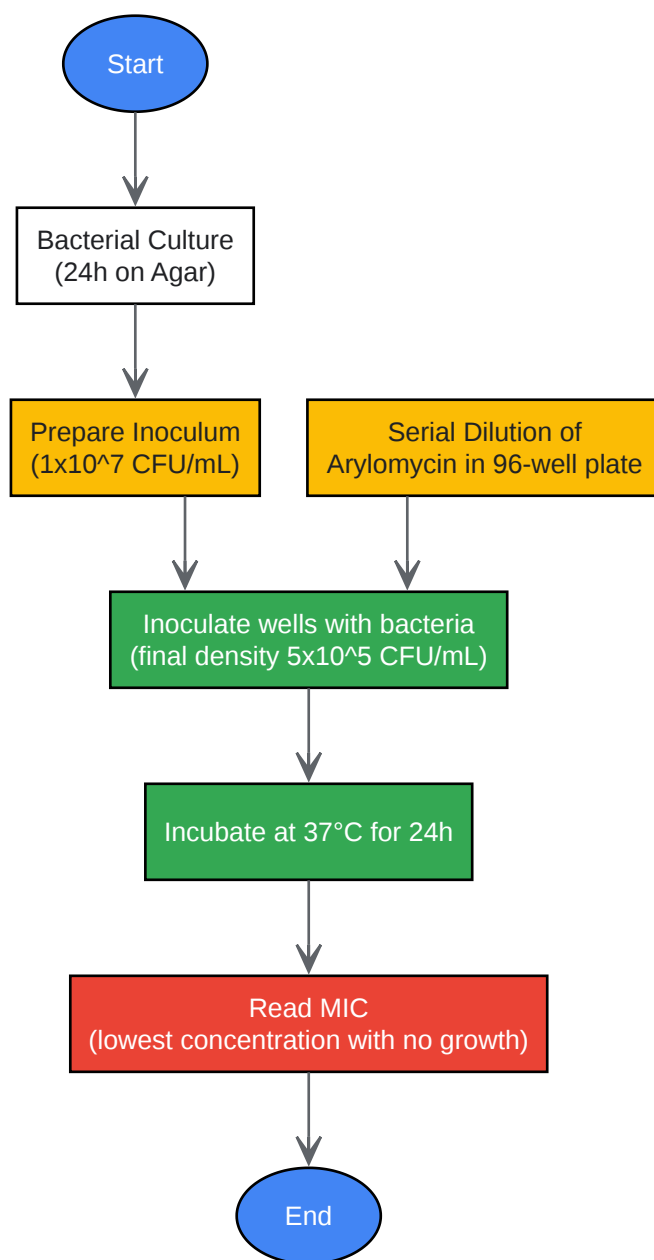 Start
Bacterial Culture
(24h on Agar)
Prepare Inoculum
(1x10^7 CFU/mL)
Serial Dilution of
Arylomycin in 96-well plate
Inoculate wells with bacteria
(final density 5x10^5 CFU/mL)
Incubate at 37°C for 24h
Read MIC
(lowest concentration with no growth)
End